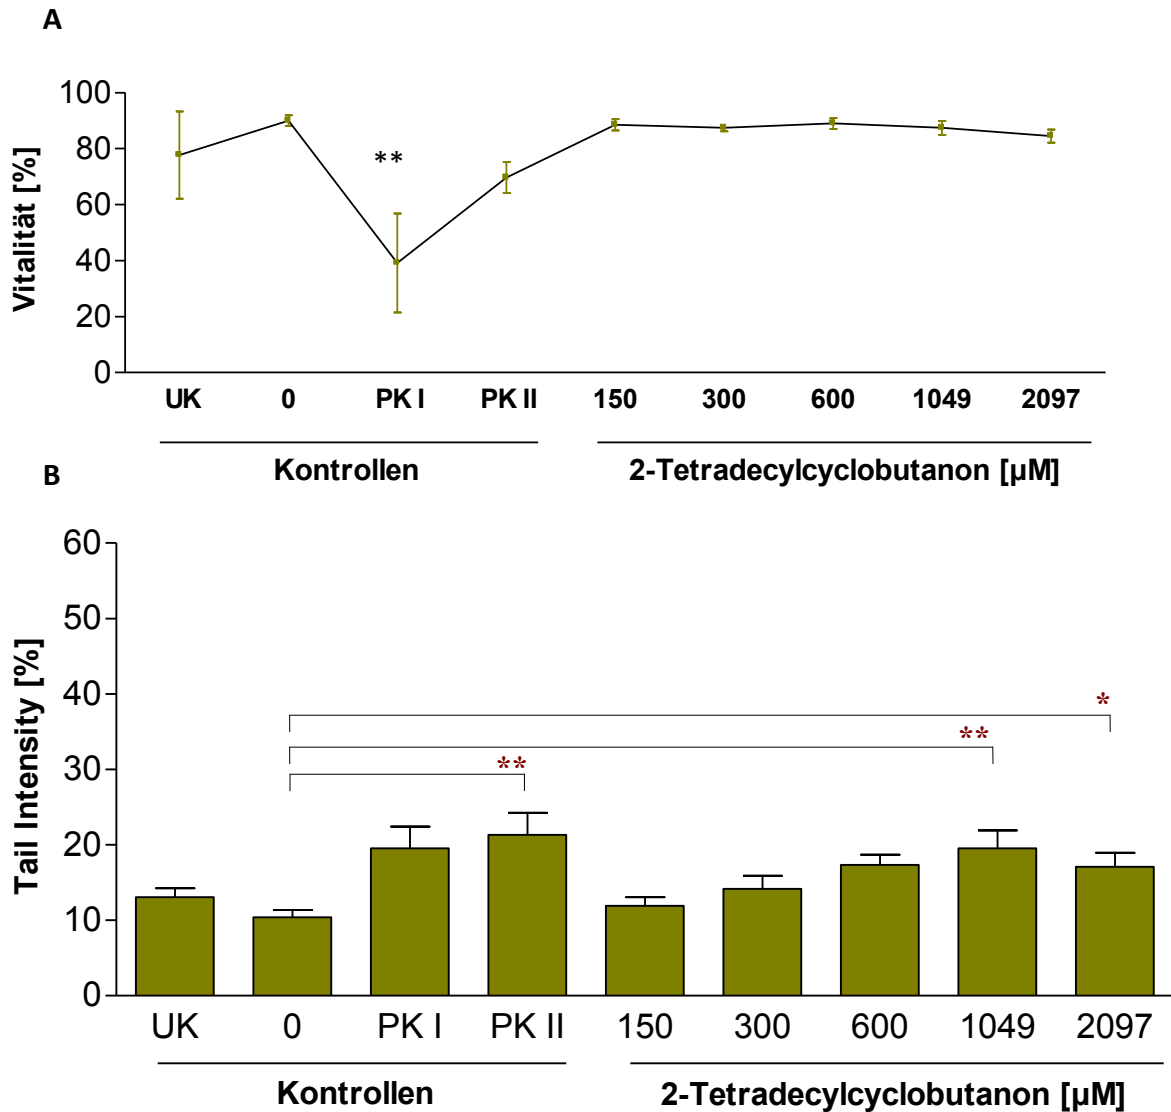 A
100
80
60
40
20
0
Vitalität [%]
**
UK 0 PK I PK II 150 300 600 1049 2097
Kontrollen 2-Tetradecylcyclobutanon [µM]
B
60
50
40
30
20
10
0
Tail Intensity [%]
*
**
**
UK 0 PK I PK II 150 300 600 1049 2097
Kontrollen 2-Tetradecylcyclobutanon [µM]